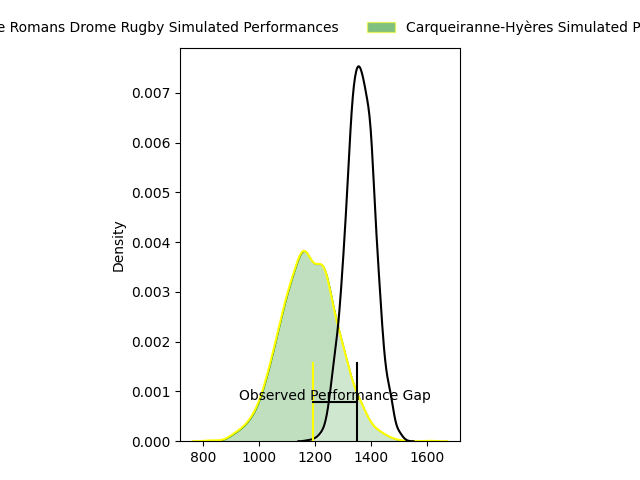 e Romans Drome Rugby Simulated Performances
Carqueiranne-Hyères Simulated P
Density
0.007
0.006
0.005
0.004
0.003
0.002
0.001
0.000
Observed Performance Gap
800 1000 1200 1400 1600